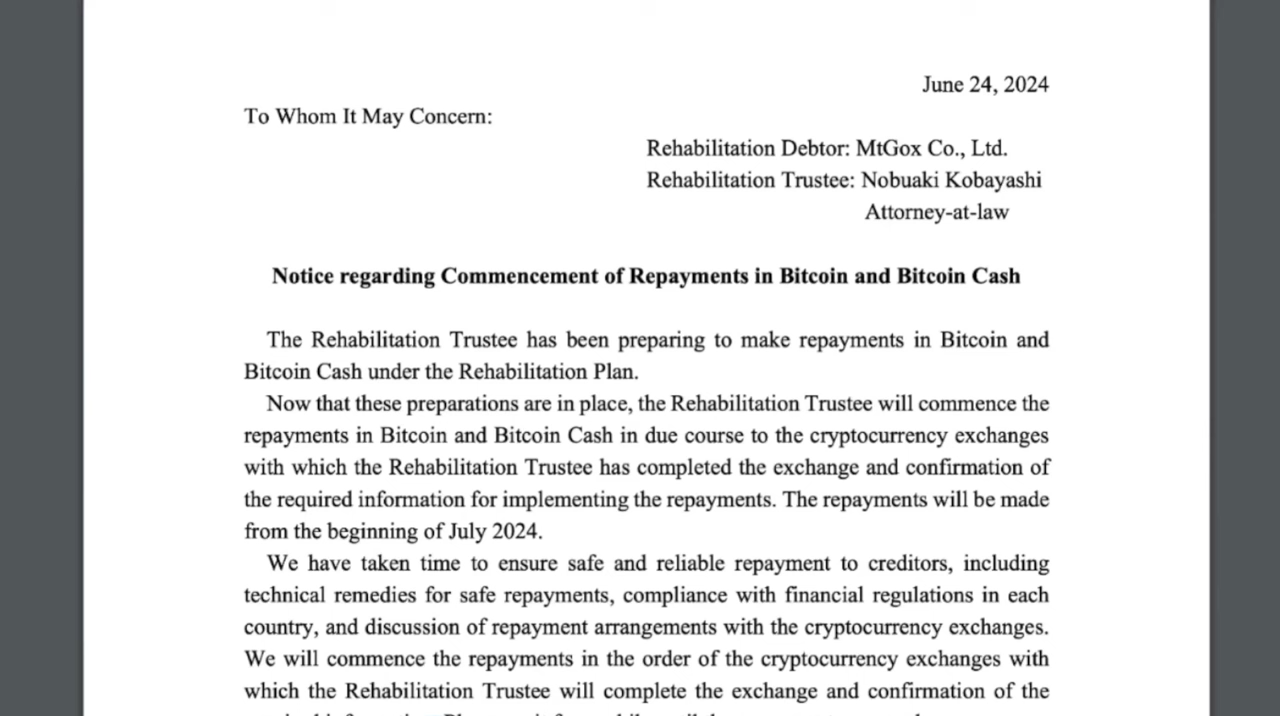 June 24, 2024
To Whom It May Concern:
Rehabilitation Debtor: MtGox Co., Ltd.
Rehabilitation Trustee: Nobuaki Kobayashi
Attorney-at-law
Notice regarding Commencement of Repayments in Bitcoin and Bitcoin Cash
The Rehabilitation Trustee has been preparing to make repayments in Bitcoin and
Bitcoin Cash under the Rehabilitation Plan.
Now that these preparations are in place, the Rehabilitation Trustee will commence the
repayments in Bitcoin and Bitcoin Cash in due course to the cryptocurrency exchanges
with which the Rehabilitation Trustee has completed the exchange and confirmation of
the required information for implementing the repayments. The repayments will be made
from the beginning of July 2024.
We have taken time to ensure safe and reliable repayment to creditors, including
technical remedies for safe repayments, compliance with financial regulations in each
country, and discussion of repayment arrangements with the cryptocurrency exchanges.
We will commence the repayments in the order of the cryptocurrency exchanges with
which the Rehabilitation Trustee will complete the exchange and confirmation of the